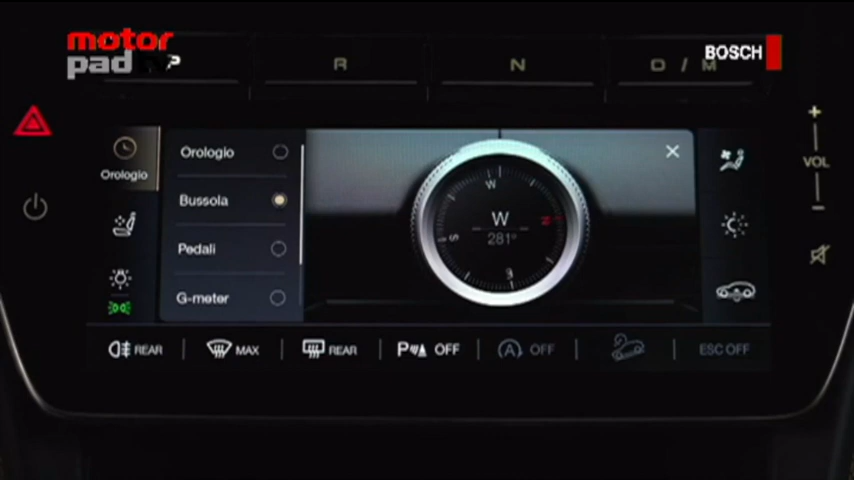 motor
pad
P
R
N
D / M
BOSCH
+
VOL
−
Orologio
Orologio
Bussola
Pedali
G-meter
W
W
281°
N
S
E
REAR
MAX
REAR
P OFF
A OFF
ESC OFF